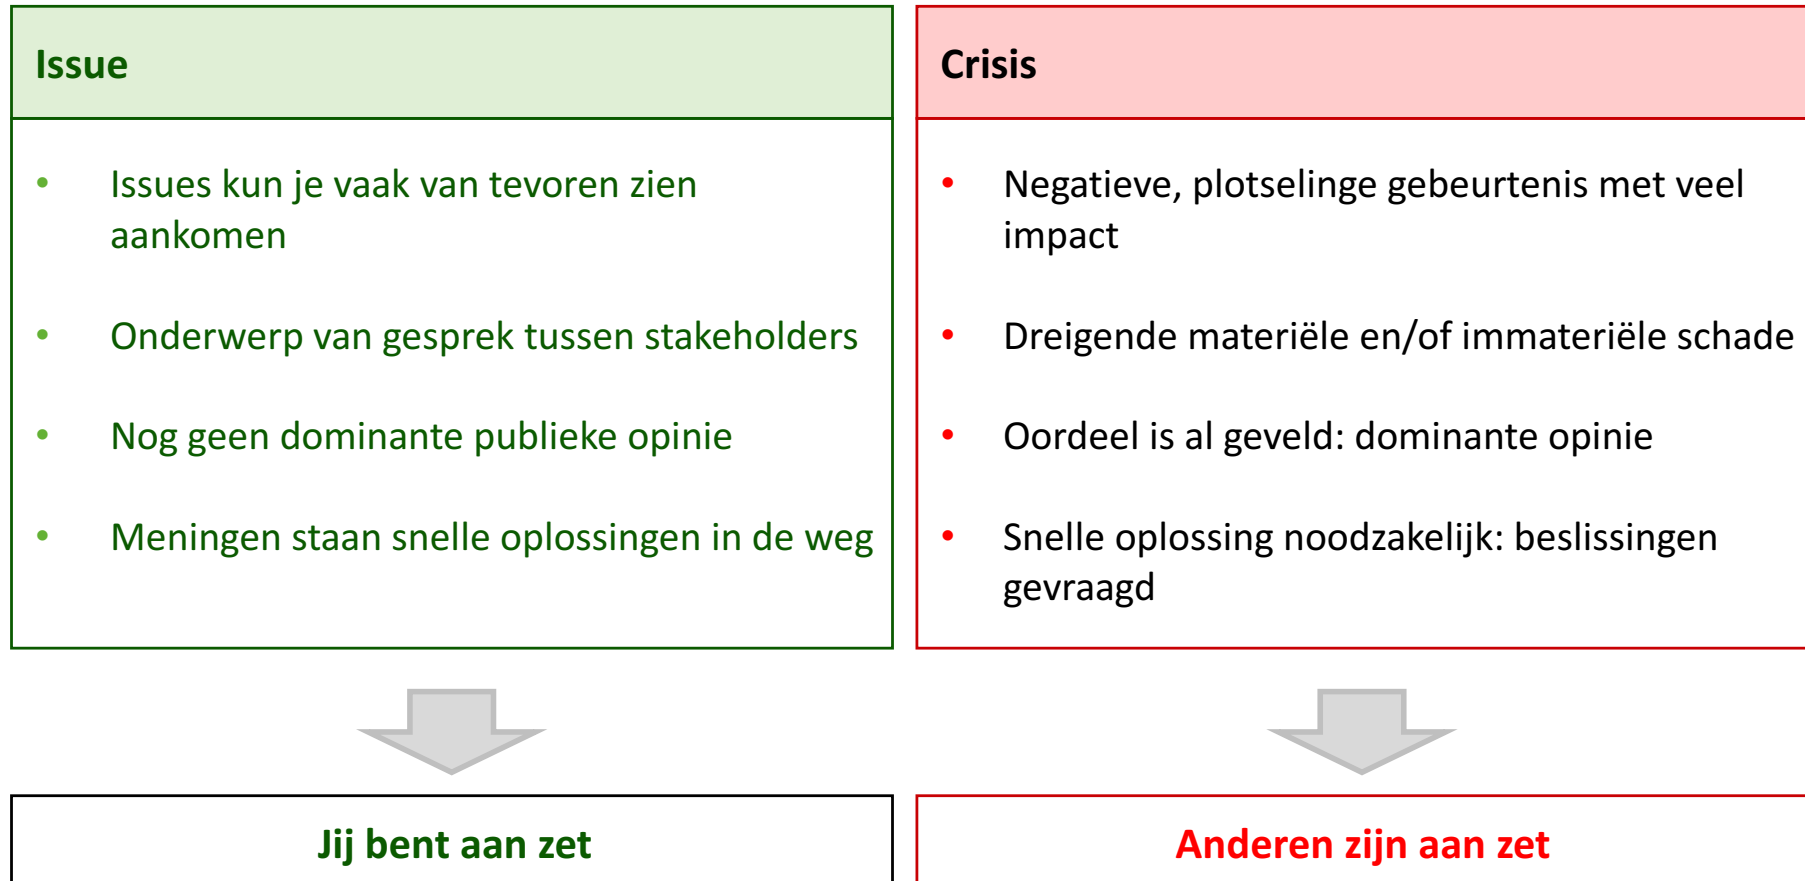 Issue
• Issues kun je vaak van tevoren zien
aankomen
• Onderwerp van gesprek tussen stakeholders
• Nog geen dominante publieke opinie
• Meningen staan snelle oplossingen in de weg
Jij bent aan zet
Crisis
• Negatieve, plotselinge gebeurtenis met veel
impact
• Dreigende materiële en/of immateriële schade
• Oordeel is al geveld: dominante opinie
• Snelle oplossing noodzakelijk: beslissingen
gevraagd
Anderen zijn aan zet